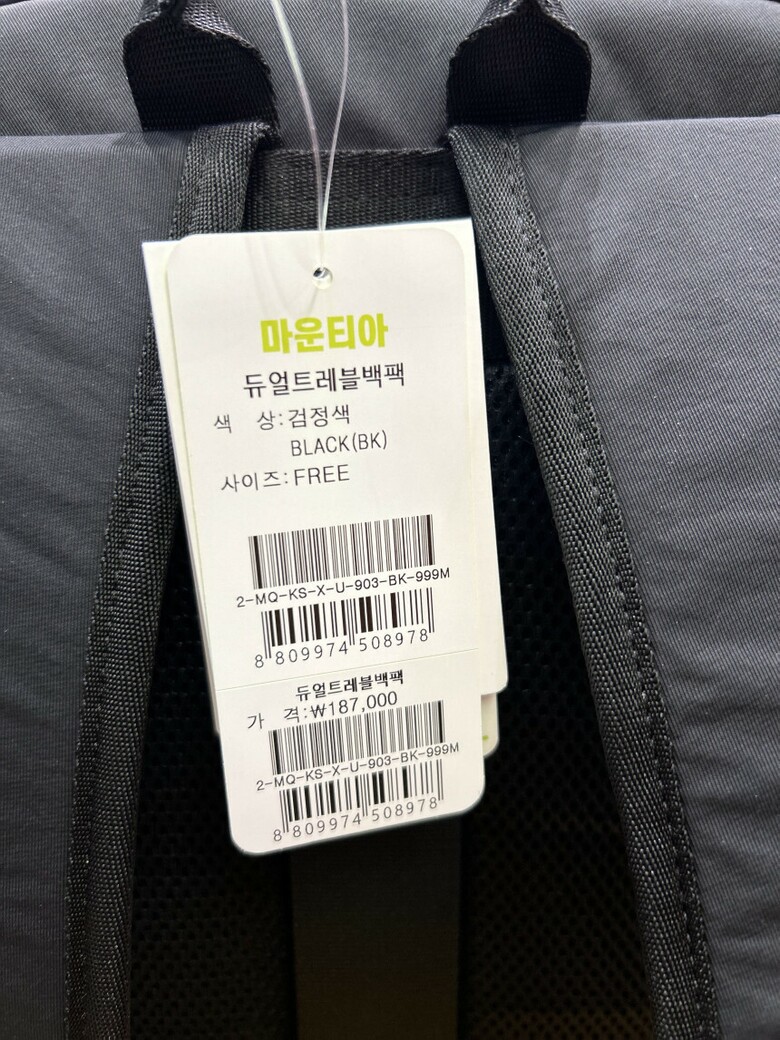 마운티아
듀얼트레블백팩
색 상:검정색
BLACK(BK)
사이즈:FREE
2-MQ-KS-X-U-903-BK-999M
8 809974 508978
듀얼트레블백팩
가 격:₩187,000
2-MQ-KS-X-U-903-BK-999M
8 809974 508978